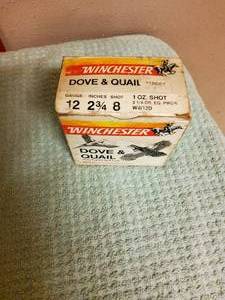 WINCHESTER
DOVE & QUAIL
GAUGE INCHES SHOT 1 OZ. SHOT
12 2¾ 8
WINCHESTER
DOVE &
QUAIL